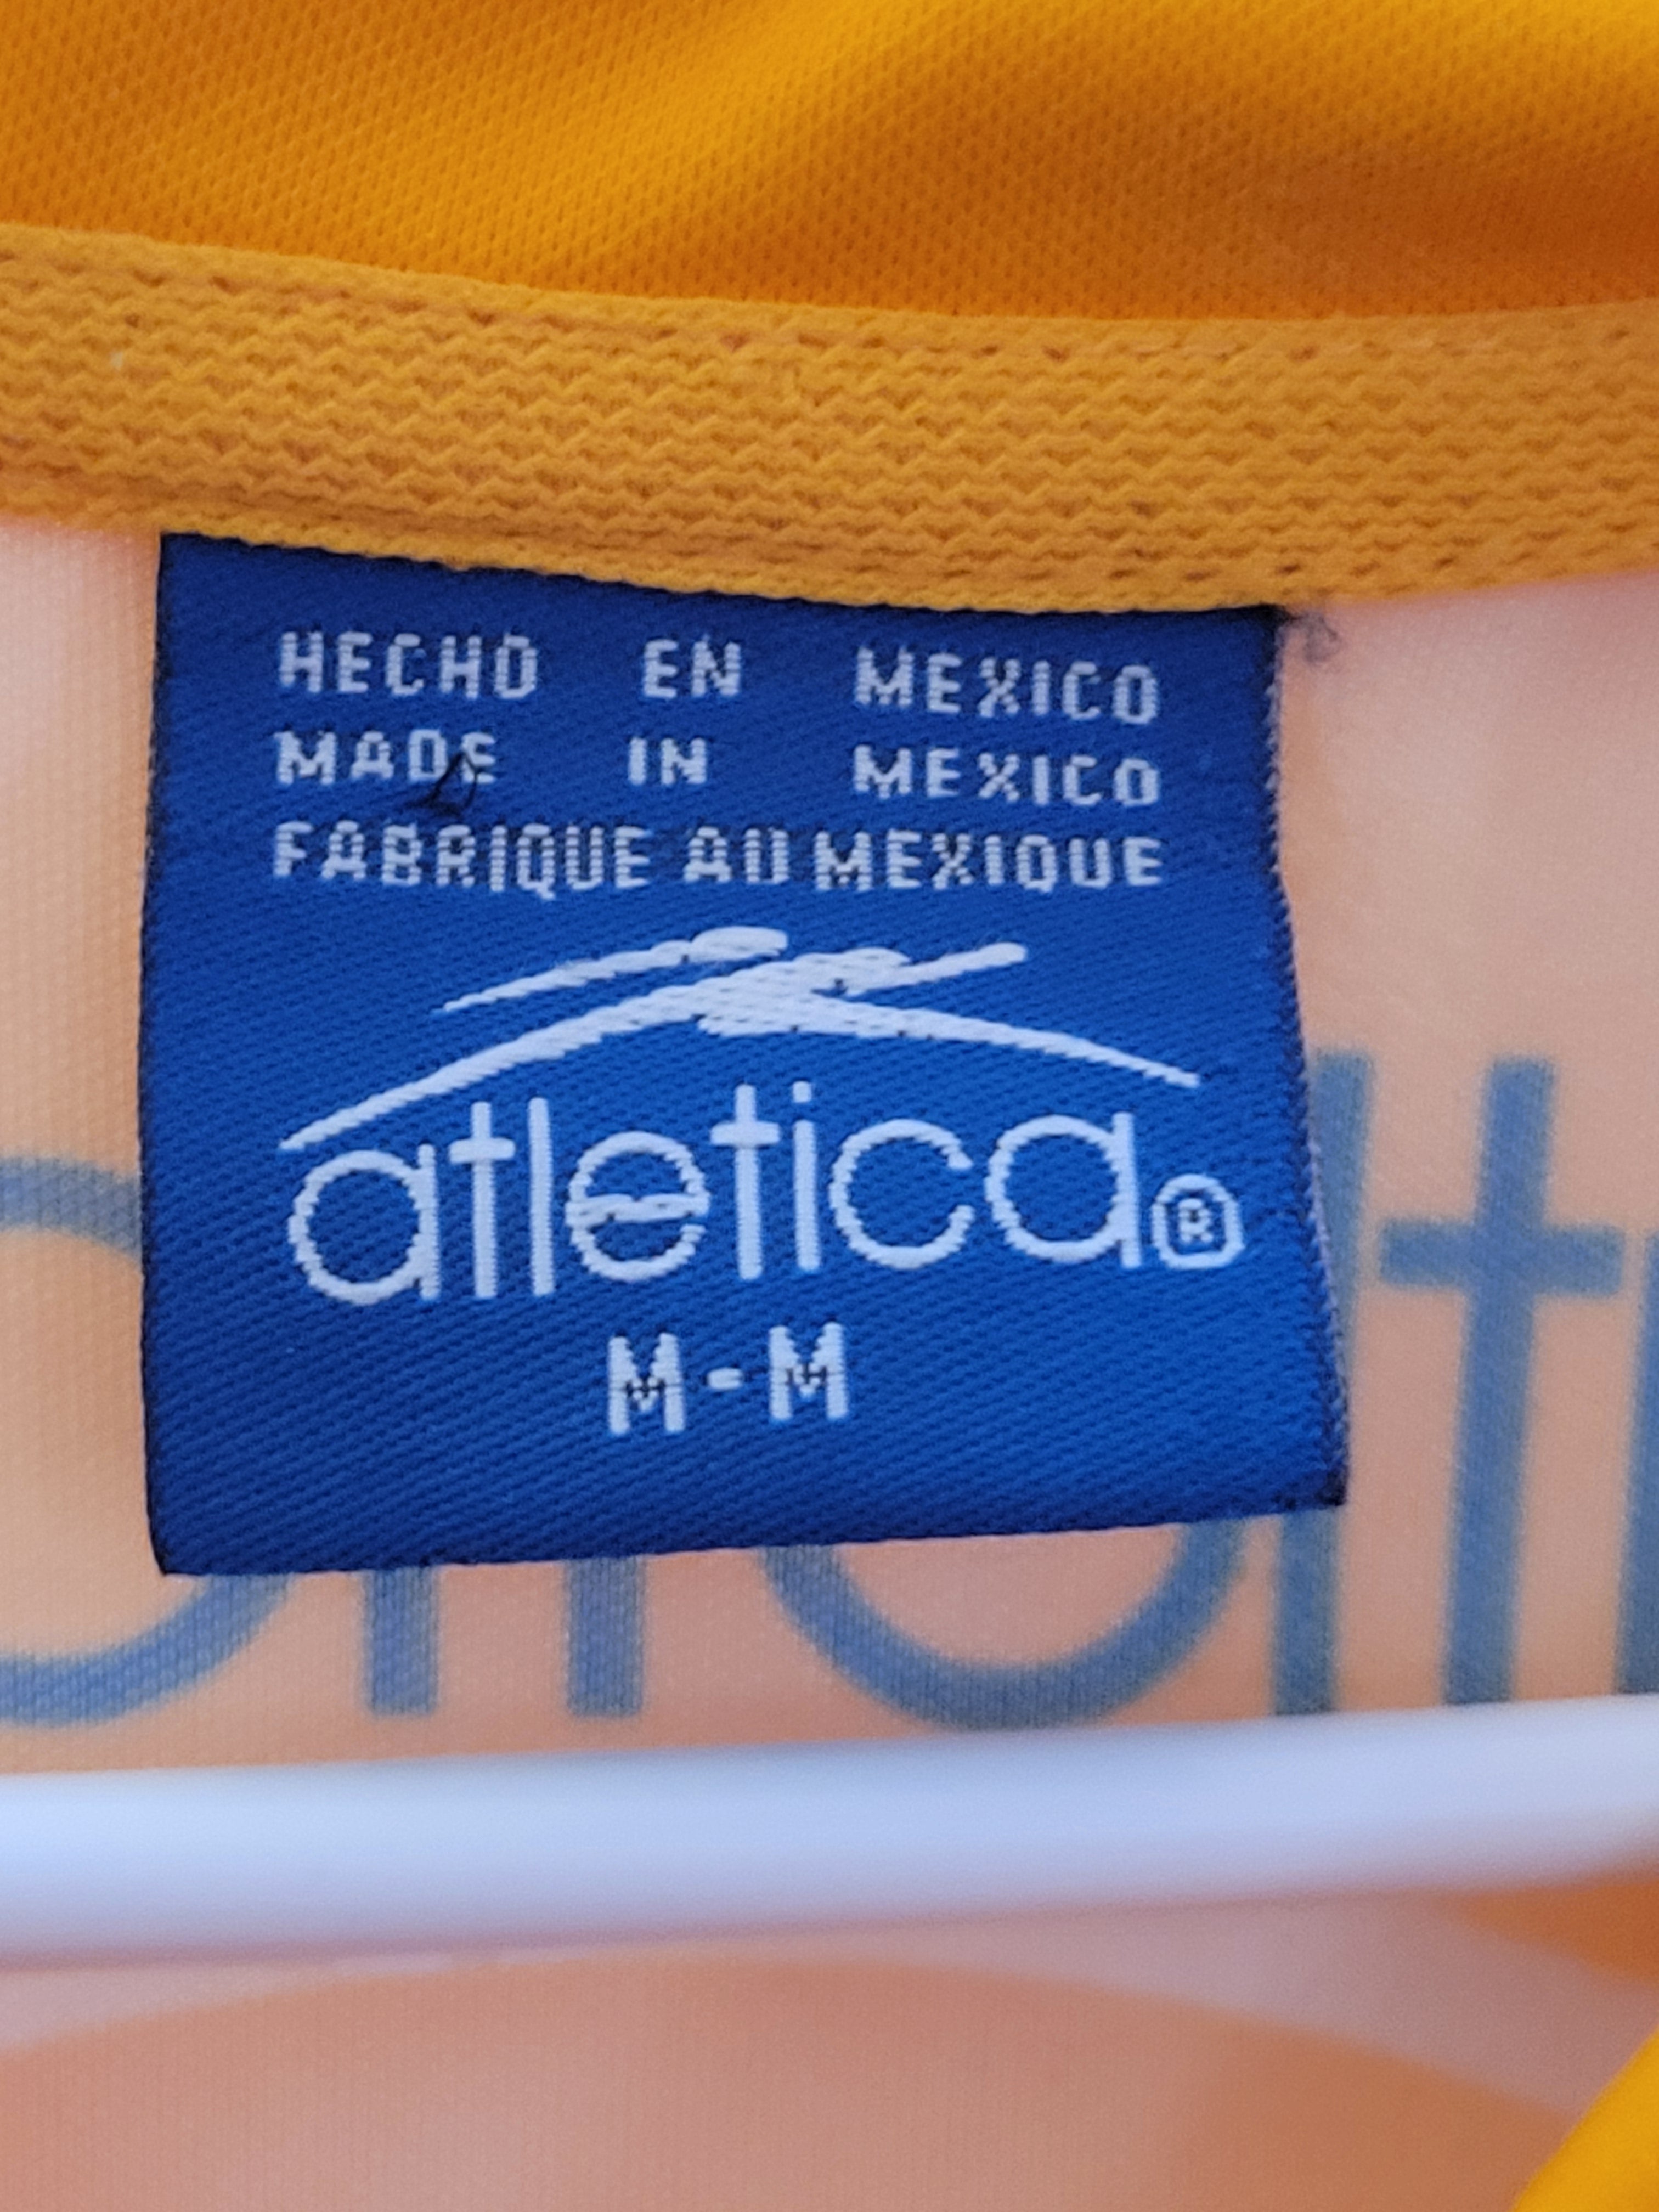 HECHO EN MEXICO
MADE IN MEXICO
FABRIQUE AU MEXIQUE
atletica®
M-M